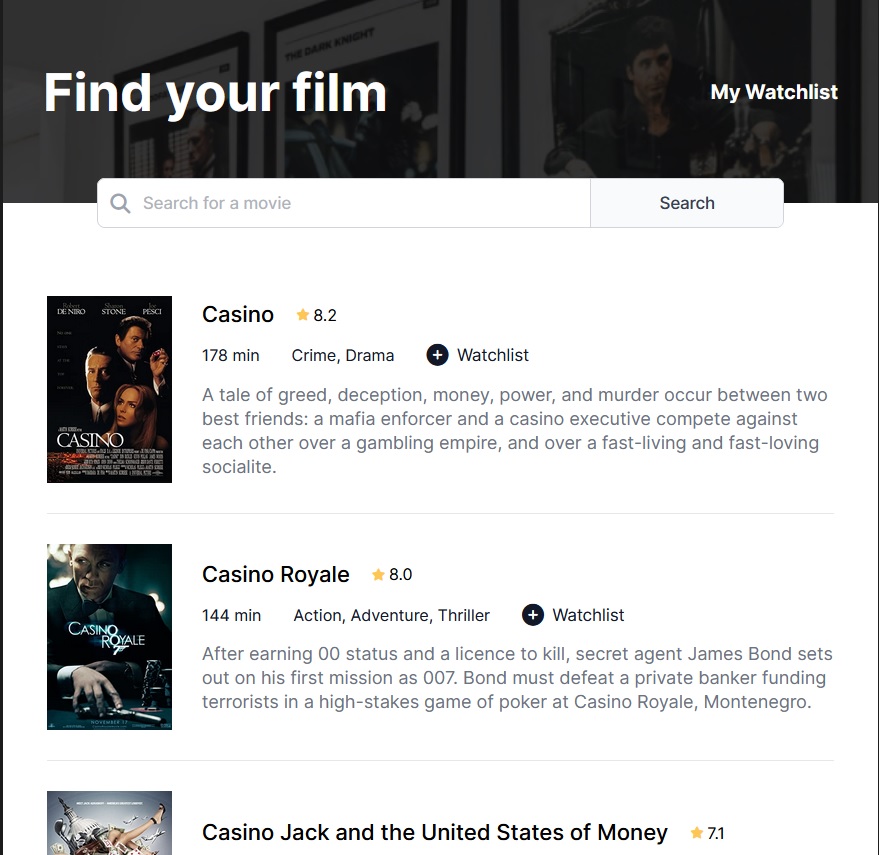 THE DARK KNIGHT
Find your film
My Watchlist
Search for a movie
Search
Robert DE NIRO Sharon STONE Joe PESCI
CASINO
Casino 8.2
178 min Crime, Drama + Watchlist
A tale of greed, deception, money, power, and murder occur between two
best friends: a mafia enforcer and a casino executive compete against
each other over a gambling empire, and over a fast-living and fast-loving
socialite.
CASINO
ROYALE
007
NOVEMBER 17
Casino Royale 8.0
144 min Action, Adventure, Thriller + Watchlist
After earning 00 status and a licence to kill, secret agent James Bond sets
out on his first mission as 007. Bond must defeat a private banker funding
terrorists in a high-stakes game of poker at Casino Royale, Montenegro.
Casino Jack and the United States of Money 7.1